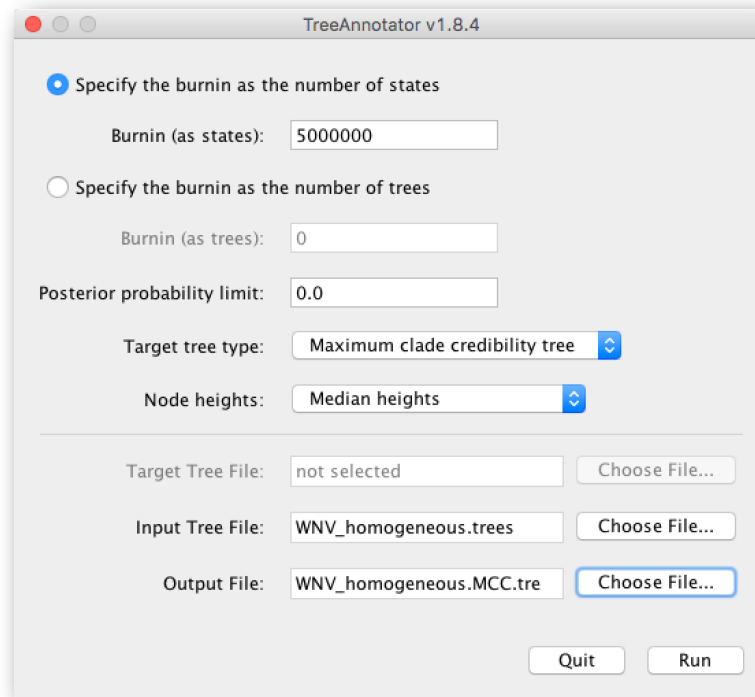 TreeAnnotator v1.8.4
Specify the burnin as the number of states
Burnin (as states): 5000000
Specify the burnin as the number of trees
Burnin (as trees): 0
Posterior probability limit: 0.0
Target tree type: Maximum clade credibility tree
Node heights: Median heights
Target Tree File: not selected Choose File...
Input Tree File: WNV_homogeneous.trees Choose File...
Output File: WNV_homogeneous.MCC.tre Choose File...
Quit Run